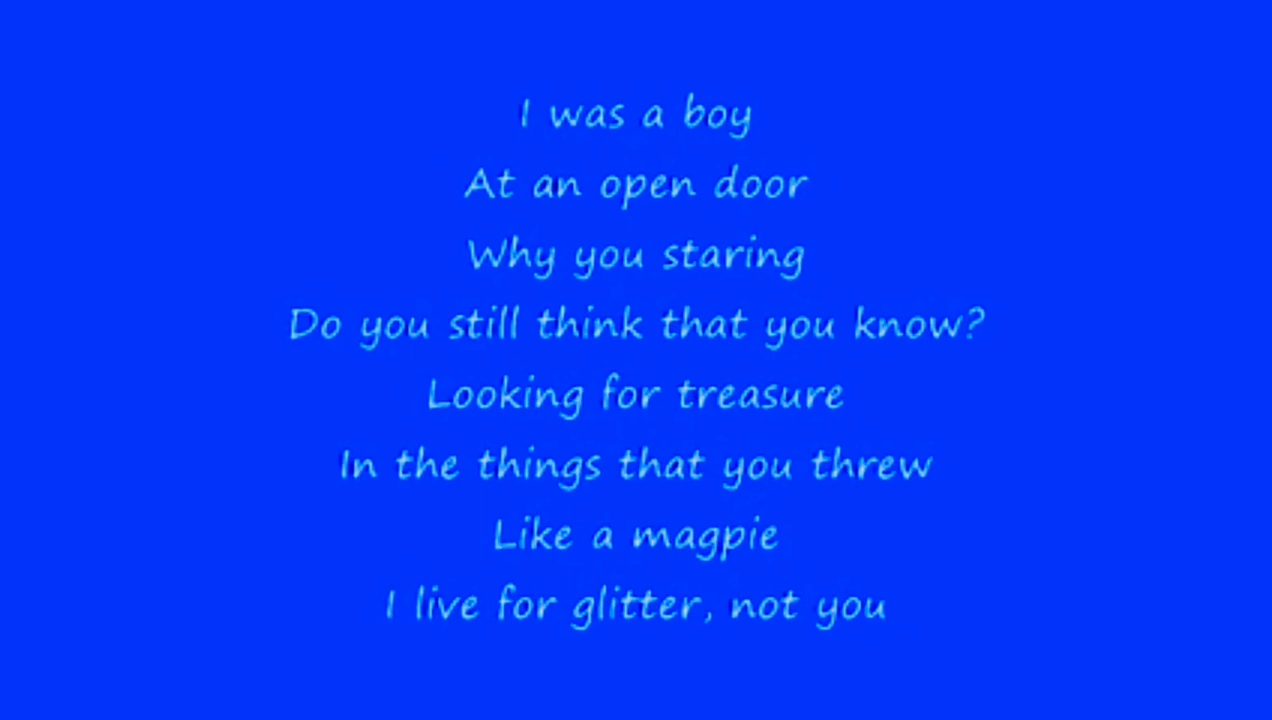 I was a boy
At an open door
Why you staring
Do you still think that you know?
Looking for treasure
In the things that you threw
Like a magpie
I live for glitter, not you